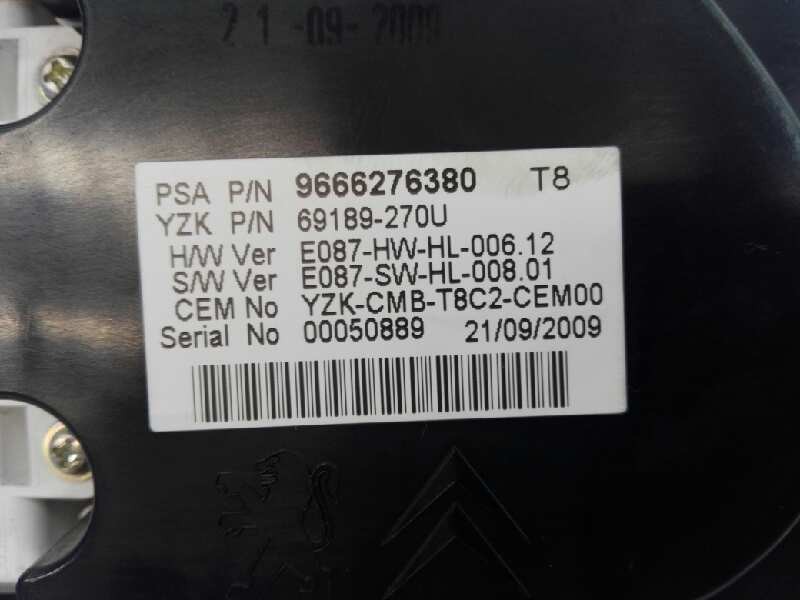 21-09-2009
PSA P/N 9666276380 T8
YZK P/N 69189-270U
H/W Ver E087-HW-HL-006.12
S/W Ver E087-SW-HL-008.01
CEM No YZK-CMB-T8C2-CEM00
Serial No 00050889 21/09/2009